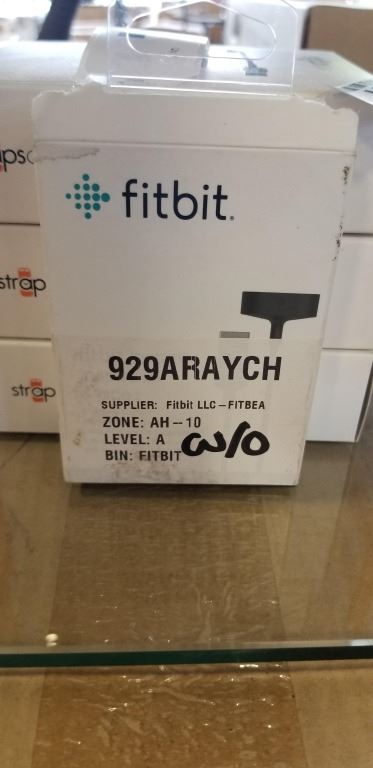 fitbit.
strap
strap
929ARAYCH
SUPPLIER: Fitbit LLC-FITBEA
ZONE: AH-10
LEVEL: A
BIN: FITBIT w/o